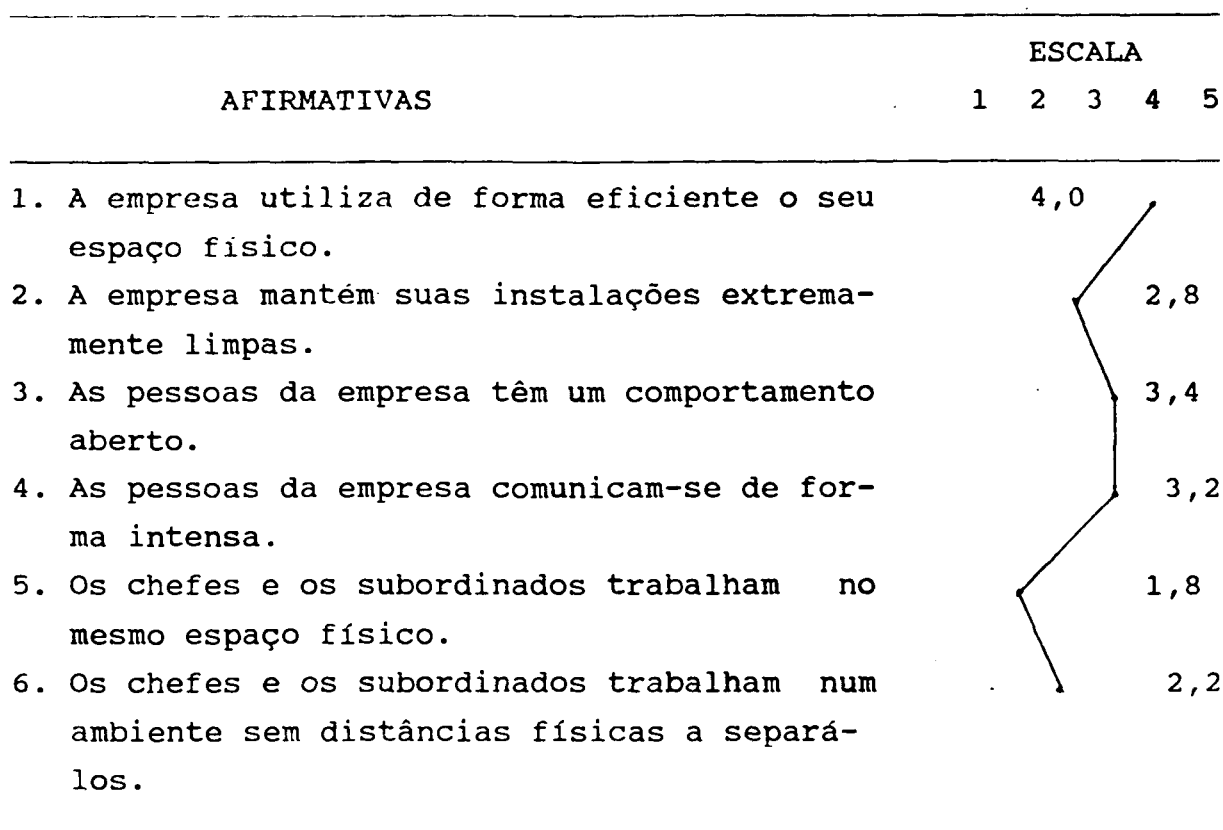 ESCALA
AFIRMATIVAS 1 2 3 4 5
1. A empresa utiliza de forma eficiente o seu 4,0
espaço físico.
2. A empresa mantém suas instalações extrema- 2,8
mente limpas.
3. As pessoas da empresa têm um comportamento 3,4
aberto.
4. As pessoas da empresa comunicam-se de for- 3,2
ma intensa.
5. Os chefes e os subordinados trabalham no 1,8
mesmo espaço físico.
6. Os chefes e os subordinados trabalham num 2,2
ambiente sem distâncias físicas a separá-
los.